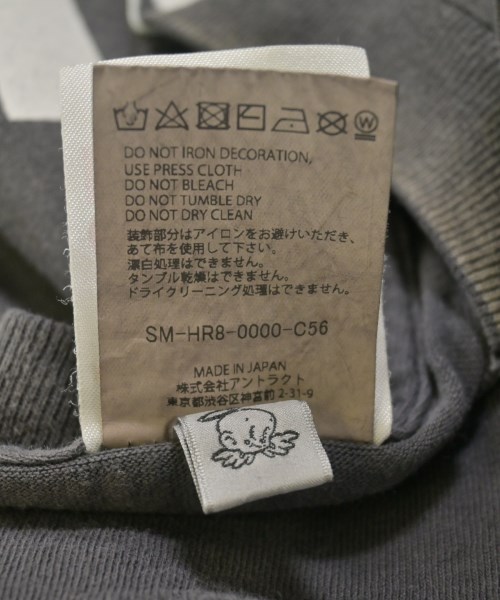 DO NOT IRON DECORATION,
USE PRESS CLOTH
DO NOT BLEACH
DO NOT TUMBLE DRY
DO NOT DRY CLEAN
装飾部分はアイロンをお避けいただき、
あて布を使用して下さい。
漂白処理はできません。
タンブル乾燥はできません。
ドライクリーニング処理はできません。
SM-HR8-0000-C56
MADE IN JAPAN
株式会社アントラクト
東京都渋谷区神宮前 2-31-9